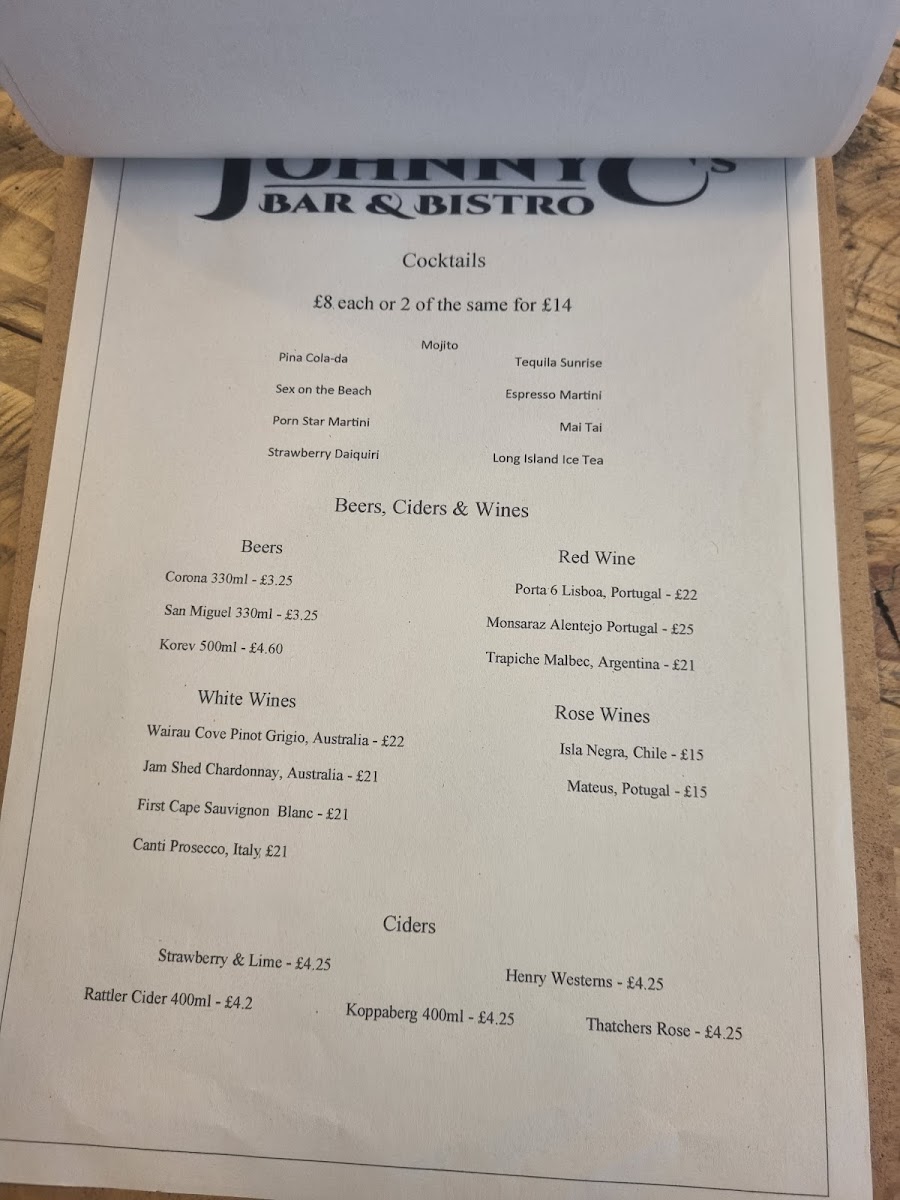 JOHNNY C's
BAR & BISTRO
Cocktails
£8 each or 2 of the same for £14
Mojito
Pina Cola-da
Tequila Sunrise
Sex on the Beach
Espresso Martini
Porn Star Martini
Mai Tai
Strawberry Daiquiri
Long Island Ice Tea
Beers, Ciders & Wines
Beers
Corona 330ml - £3.25
San Miguel 330ml - £3.25
Korev 500ml - £4.60
Red Wine
Porta 6 Lisboa, Portugal - £22
Monsaraz Alentejo Portugal - £25
Trapiche Malbec, Argentina - £21
White Wines
Wairau Cove Pinot Grigio, Australia - £22
Jam Shed Chardonnay, Australia - £21
First Cape Sauvignon Blanc - £21
Canti Prosecco, Italy £21
Rose Wines
Isla Negra, Chile - £15
Mateus, Potugal - £15
Ciders
Strawberry & Lime - £4.25
Henry Westerns - £4.25
Rattler Cider 400ml - £4.2
Koppaberg 400ml - £4.25
Thatchers Rose - £4.25